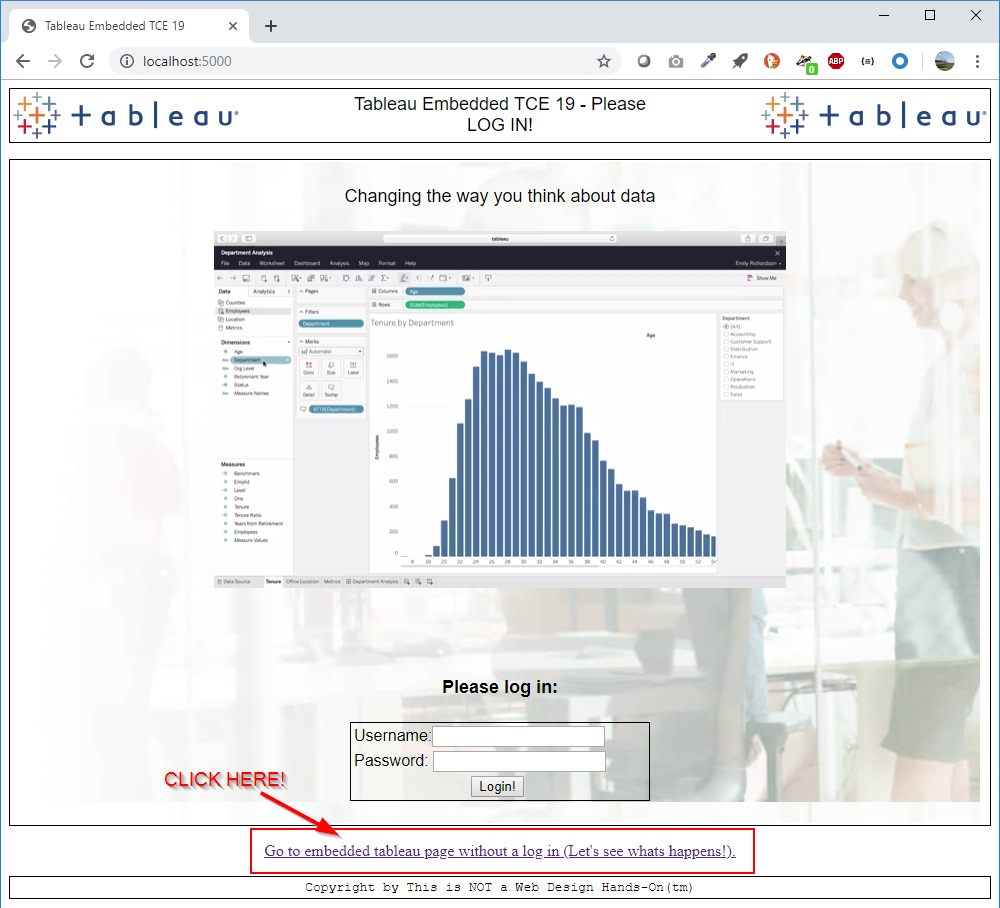 Tableau Embedded TCE 19
localhost:5000
0
ABP
tableau
Tableau Embedded TCE 19 - Please
LOG IN!
tableau
Changing the way you think about data
tableau
Department Analysis
File Data Worksheet Dashboard Analysis Map Format Help
Emily Richardson
Show Me
Data Analytics
Pages
Columns
Age
Rows
SUM(Employees)
Counties
Employees
Location
Metrics
Filters
Department
Dimensions
Age
Department
Org Level
Retirement Year
Status
Measure Names
Marks
Automatic
Color Size Label
Detail Tooltip
ATTR(Department)
Measures
Benchmark
EmpId
Level
One
Tenure
Tenure Ratio
Years from Retirement
Employees
Measure Values
Tenure by Department
Age
1600
1400
1200
1000
800
600
400
200
0
Employees
18 20 22 24 26 28 30 32 34 36 38 40 42 44 46 48 50 52 54
Department
(All)
Accounting
Customer Support
Distribution
Finance
IT
Marketing
Operations
Production
Sales
Data Source Tenure Office Location Metrics Department Analysis
Please log in:
Username:
Password:
Login!
CLICK HERE!
Go to embedded tableau page without a log in (Let's see whats happens!).
Copyright by This is NOT a Web Design Hands-On(tm)